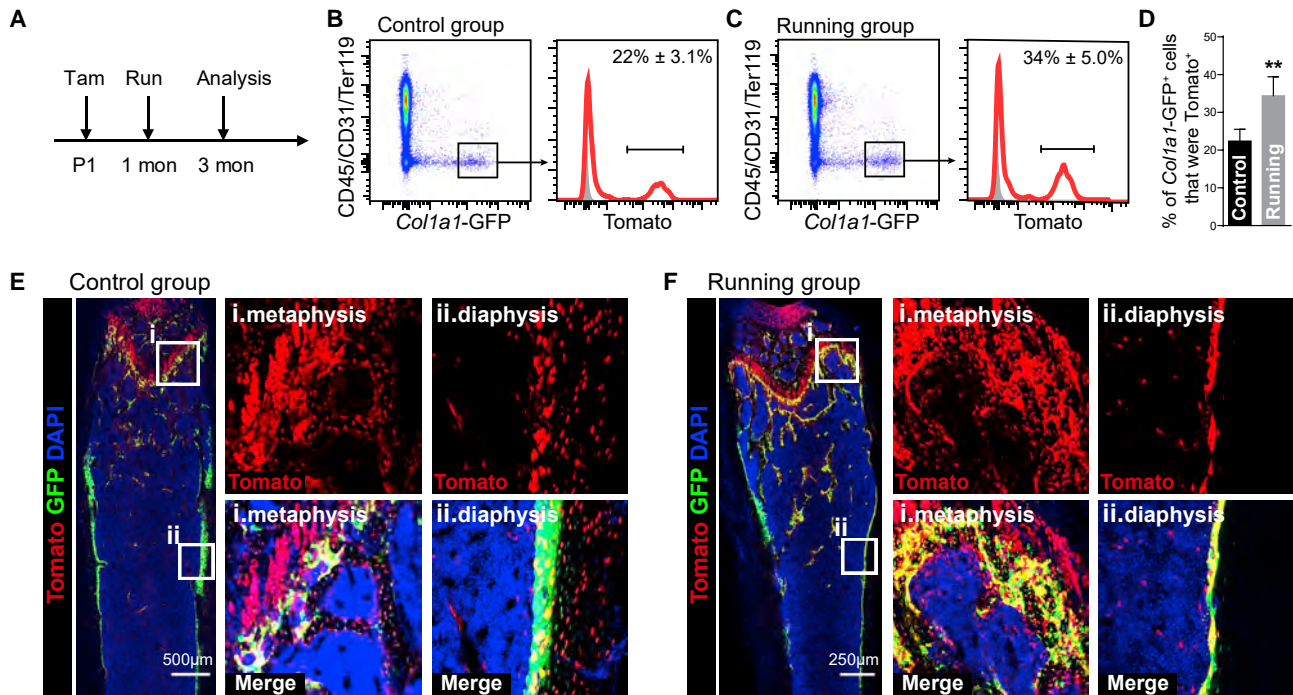 A
Tam Run Analysis
P1 1 mon 3 mon
B
Control group
CD45/CD31/Ter119
Col1a1-GFP
22% ± 3.1%
Tomato
C
Running group
CD45/CD31/Ter119
Col1a1-GFP
34% ± 5.0%
Tomato
D
% of Col1a1-GFP+ cells
that were Tomato+
50
40
30
20
10
0
**
Control
Running
E
Control group
Tomato GFP DAPI
i
ii
500μm
i.metaphysis
Tomato
ii.diaphysis
Tomato
i.metaphysis
Merge
ii.diaphysis
Merge
F
Running group
Tomato GFP DAPI
i
ii
250μm
i.metaphysis
Tomato
ii.diaphysis
Tomato
i.metaphysis
Merge
ii.diaphysis
Merge